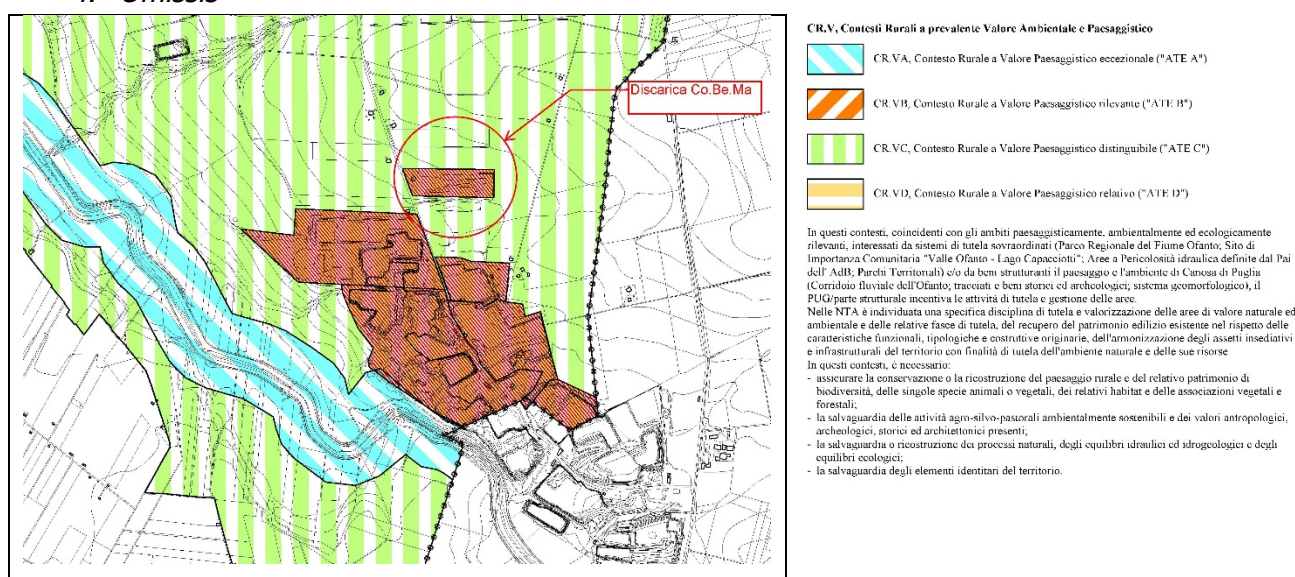 4. Omissis
Discarica Co.Be.Ma
CR.V, Contesti Rurali a prevalente Valore Ambientale e Paesaggistico
CR.VA, Contesto Rurale a Valore Paesaggistico eccezionale ("ATE A")
CR.VB, Contesto Rurale a Valore Paesaggistico rilevante ("ATE B")
CR.VC, Contesto Rurale a Valore Paesaggistico distinguibile ("ATE C")
CR.VD, Contesto Rurale a Valore Paesaggistico relativo ("ATE D")
In questi contesti, coincidenti con gli ambiti paesaggisticamente, ambientalmente ed ecologicamente
rilevanti, interessati da sistemi di tutela sovraordinati (Parco Regionale del Fiume Ofanto; Sito di
Importanza Comunitaria "Valle Ofanto - Lago Capacciotti"; Aree a Pericolosità idraulica definite dal Pai
dell' AdB; Parchi Territoriali) e/o da beni strutturanti il paesaggio e l'ambiente di Canosa di Puglia
(Corridoio fluviale dell'Ofanto; tracciati e beni storici ed archeologici; sistema geomorfologico), il
PUG/parte strutturale incentiva le attività di tutela e gestione delle aree.
Nelle NTA è individuata una specifica disciplina di tutela e valorizzazione delle aree di valore naturale ed
ambientale e delle relative fasce di tutela, del recupero del patrimonio edilizio esistente nel rispetto delle
caratteristiche funzionali, tipologiche e costruttive originarie, dell'armonizzazione degli assetti insediativi
e infrastrutturali del territorio con finalità di tutela dell'ambiente naturale e delle sue risorse
In questi contesti, è necessario:
- assicurare la conservazione o la ricostruzione del paesaggio rurale e del relativo patrimonio di
biodiversità, delle singole specie animali o vegetali, dei relativi habitat e delle associazioni vegetali e
forestali;
- la salvaguardia delle attività agro-silvo-pastorali ambientalmente sostenibili e dei valori antropologici,
archeologici, storici ed architettonici presenti;
- la salvaguardia o ricostruzione dei processi naturali, degli equilibri idraulici ed idrogeologici e degli
equilibri ecologici;
- la salvaguardia degli elementi identitari del territorio.